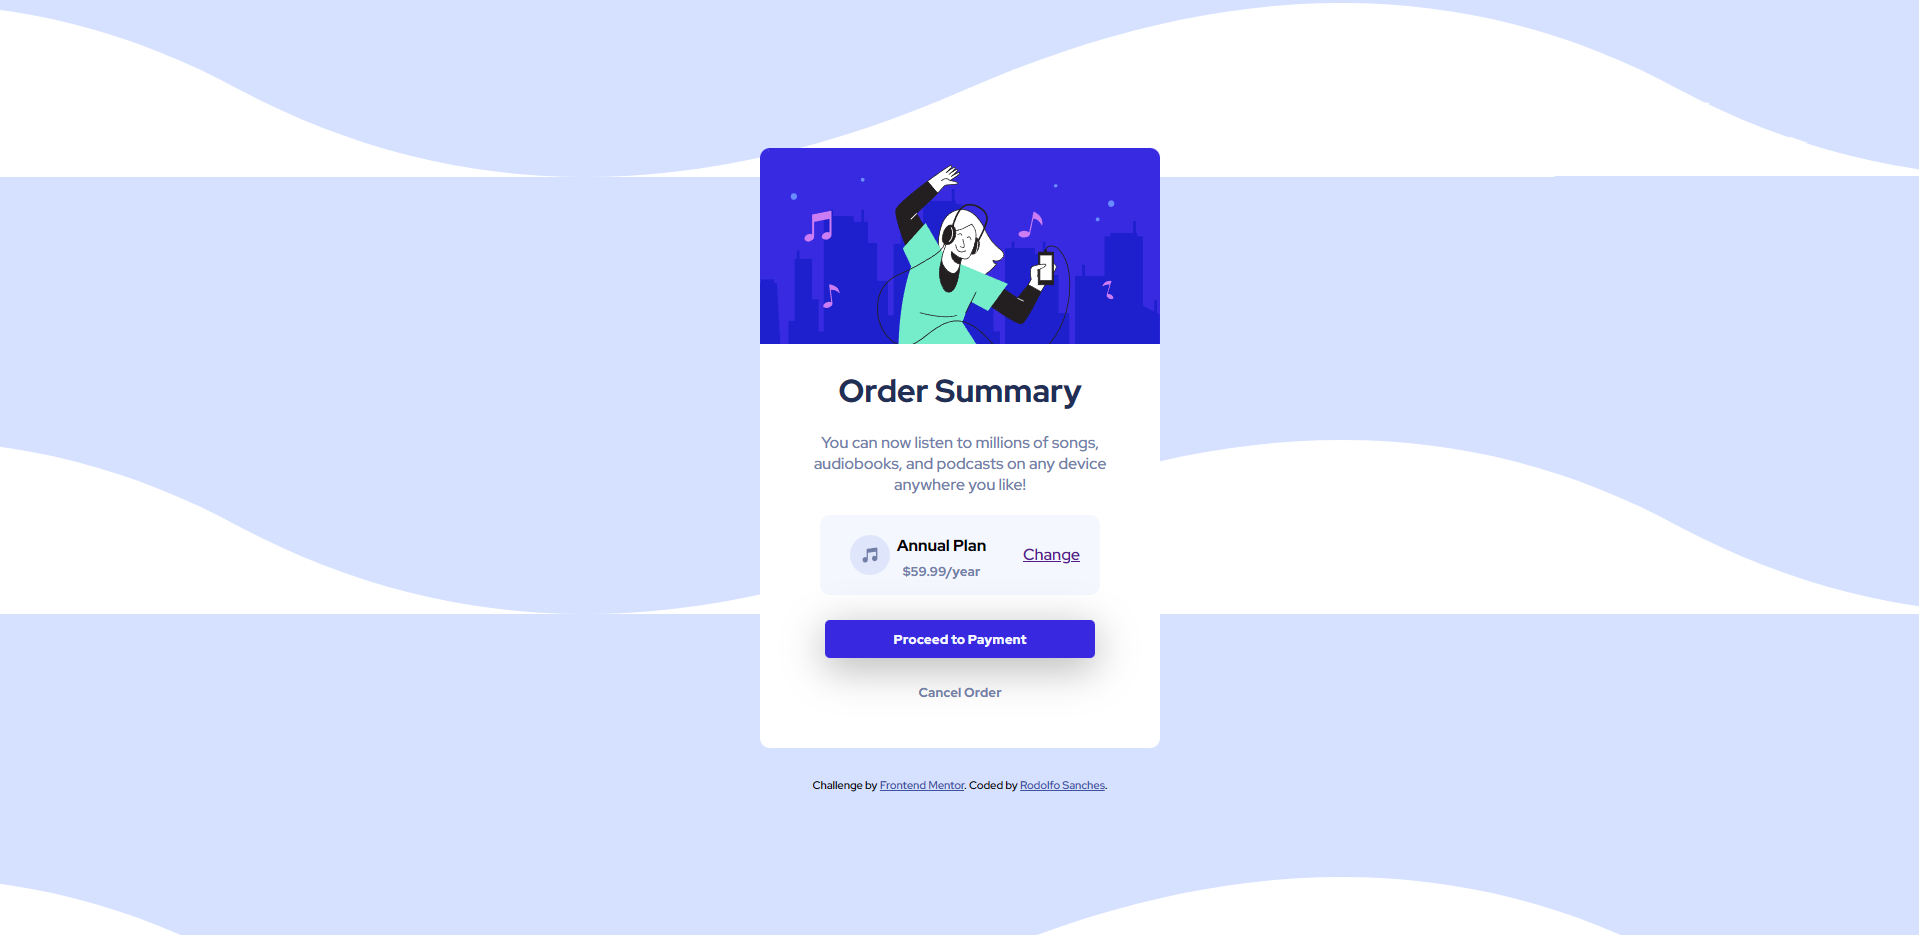 Order Summary
You can now listen to millions of songs,
audiobooks, and podcasts on any device
anywhere you like!
Annual Plan
$59.99/year
Change
Proceed to Payment
Cancel Order
Challenge by Frontend Mentor. Coded by Rodolfo Sanches.